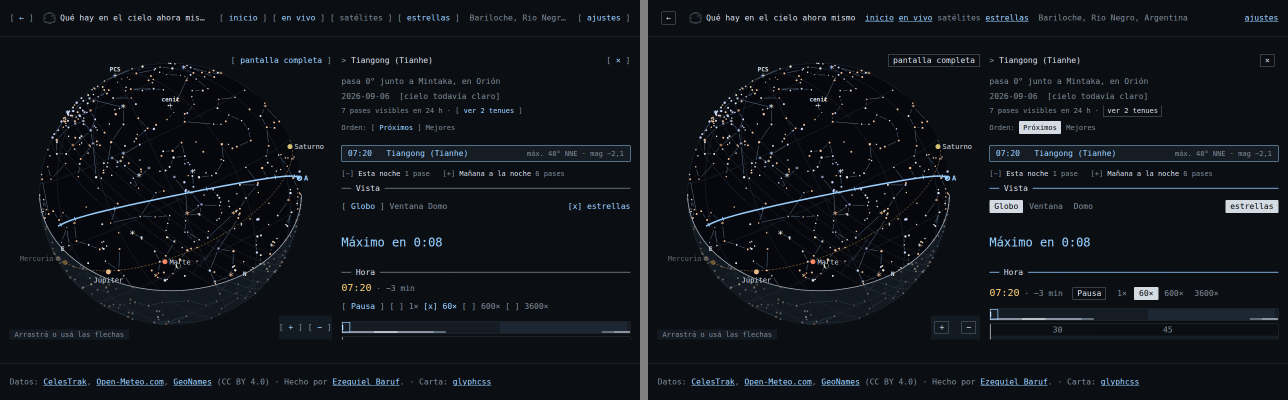 [ ← ] Qué hay en el cielo ahora mis… [ inicio ] [ en vivo ] [ satélites ] [ estrellas ] Bariloche, Río Negr… [ ajustes ]
PCS
cenit
Saturno
A
E
Mercurio
Marte
Júpiter
N
[ pantalla completa ]
Arrastrá o usá las flechas
[ + ] [ − ]
> Tiangong (Tianhe) [ × ]
pasa 0° junto a Mintaka, en Orión
2026-09-06 [cielo todavía claro]
7 pases visibles en 24 h · [ ver 2 tenues ]
Orden: [ Próximos ] Mejores
07:20 Tiangong (Tianhe) máx. 48° NNE · mag −2,1
[−] Esta noche 1 pase [+] Mañana a la noche 6 pases
Vista
[ Globo ] Ventana Domo [x] estrellas
Máximo en 0:08
Hora
07:20 · −3 min
[ Pausa ] [ ] 1× [x] 60× [ ] 600× [ ] 3600×
Datos: CelesTrak, Open-Meteo.com, GeoNames (CC BY 4.0) · Hecho por Ezequiel Baruf. · Carta: glyphcss
← Qué hay en el cielo ahora mismo inicio en vivo satélites estrellas Bariloche, Río Negro, Argentina ajustes
PCS
cenit
Saturno
A
E
Mercurio
Marte
Júpiter
N
pantalla completa
Arrastrá o usá las flechas
+ −
> Tiangong (Tianhe) ×
pasa 0° junto a Mintaka, en Orión
2026-09-06 [cielo todavía claro]
7 pases visibles en 24 h · ver 2 tenues
Orden: Próximos Mejores
07:20 Tiangong (Tianhe) máx. 48° NNE · mag −2,1
[−] Esta noche 1 pase [+] Mañana a la noche 6 pases
Vista
Globo Ventana Domo estrellas
Máximo en 0:08
Hora
07:20 · −3 min Pausa 1× 60× 600× 3600×
30 45
Datos: CelesTrak, Open-Meteo.com, GeoNames (CC BY 4.0) · Hecho por Ezequiel Baruf. · Carta: glyphcss